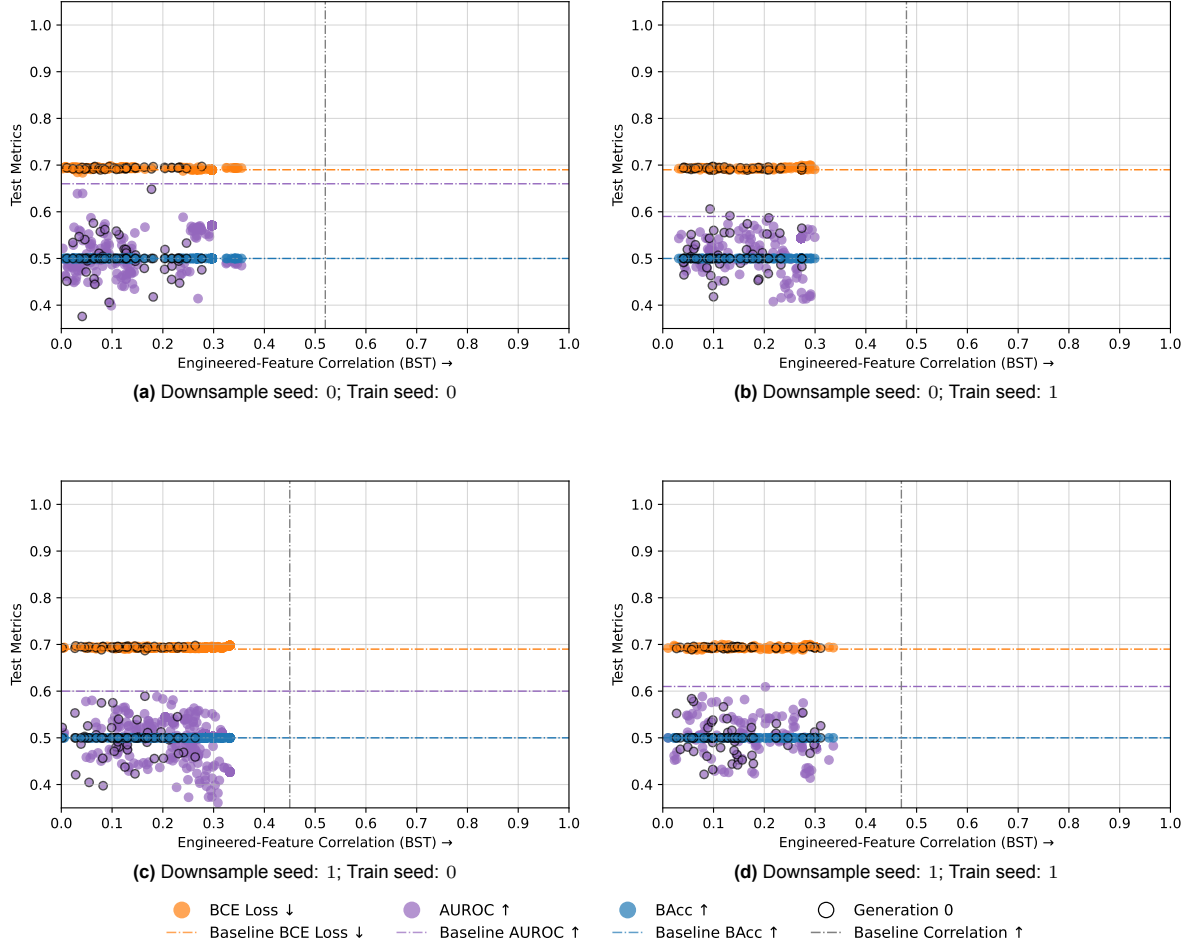 1.0
0.9
0.8
0.7
0.6
0.5
0.4
Test Metrics
0.0 0.1 0.2 0.3 0.4 0.5 0.6 0.7 0.8 0.9 1.0
Engineered-Feature Correlation (BST) →
(a) Downsample seed: 0; Train seed: 0
1.0
0.9
0.8
0.7
0.6
0.5
0.4
Test Metrics
0.0 0.1 0.2 0.3 0.4 0.5 0.6 0.7 0.8 0.9 1.0
Engineered-Feature Correlation (BST) →
(b) Downsample seed: 0; Train seed: 1
1.0
0.9
0.8
0.7
0.6
0.5
0.4
Test Metrics
0.0 0.1 0.2 0.3 0.4 0.5 0.6 0.7 0.8 0.9 1.0
Engineered-Feature Correlation (BST) →
(c) Downsample seed: 1; Train seed: 0
1.0
0.9
0.8
0.7
0.6
0.5
0.4
Test Metrics
0.0 0.1 0.2 0.3 0.4 0.5 0.6 0.7 0.8 0.9 1.0
Engineered-Feature Correlation (BST) →
(d) Downsample seed: 1; Train seed: 1
BCE Loss ↓ AUROC ↑ BAcc ↑ Generation 0
Baseline BCE Loss ↓ Baseline AUROC ↑ Baseline BAcc ↑ Baseline Correlation ↑